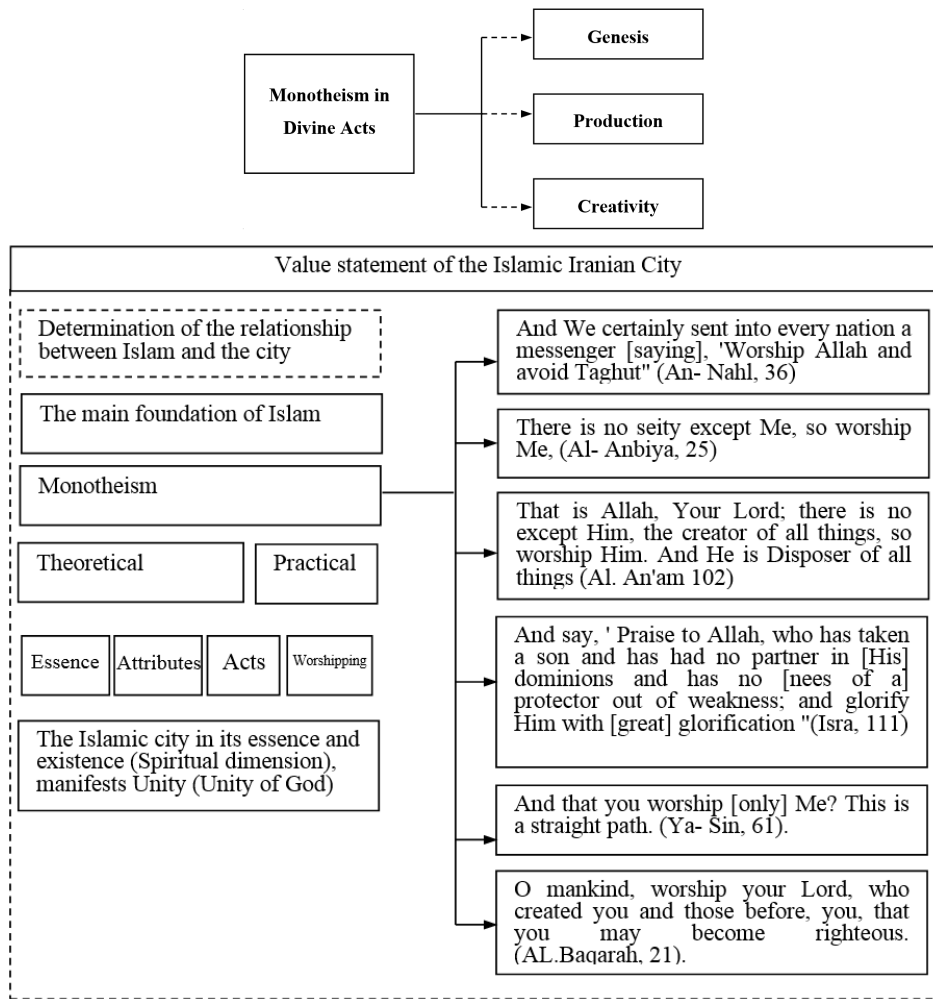 Monotheism in
Divine Acts
Genesis
Production
Creativity
Value statement of the Islamic Iranian City
Determination of the relationship
between Islam and the city
The main foundation of Islam
Monotheism
Theoretical
Practical
Essence
Attributes
Acts
Worshipping
The Islamic city in its essence and
existence (Spiritual dimension),
manifests Unity (Unity of God)
And We certainly sent into every nation a
messenger [saying], 'Worship Allah and
avoid Taghut" (An- Nahl, 36)
There is no seity except Me, so worship
Me, (Al- Anbiya, 25)
That is Allah, Your Lord; there is no
except Him, the creator of all things, so
worship Him. And He is Disposer of all
things (Al. An'am 102)
And say, ' Praise to Allah, who has taken
a son and has had no partner in [His]
dominions and has no [nees of a]
protector out of weakness; and glorify
Him with [great] glorification "(Isra, 111)
And that you worship [only] Me? This is
a straight path. (Ya- Sin, 61).
O mankind, worship your Lord, who
created you and those before, you, that
you may become righteous.
(AL.Baqarah, 21).